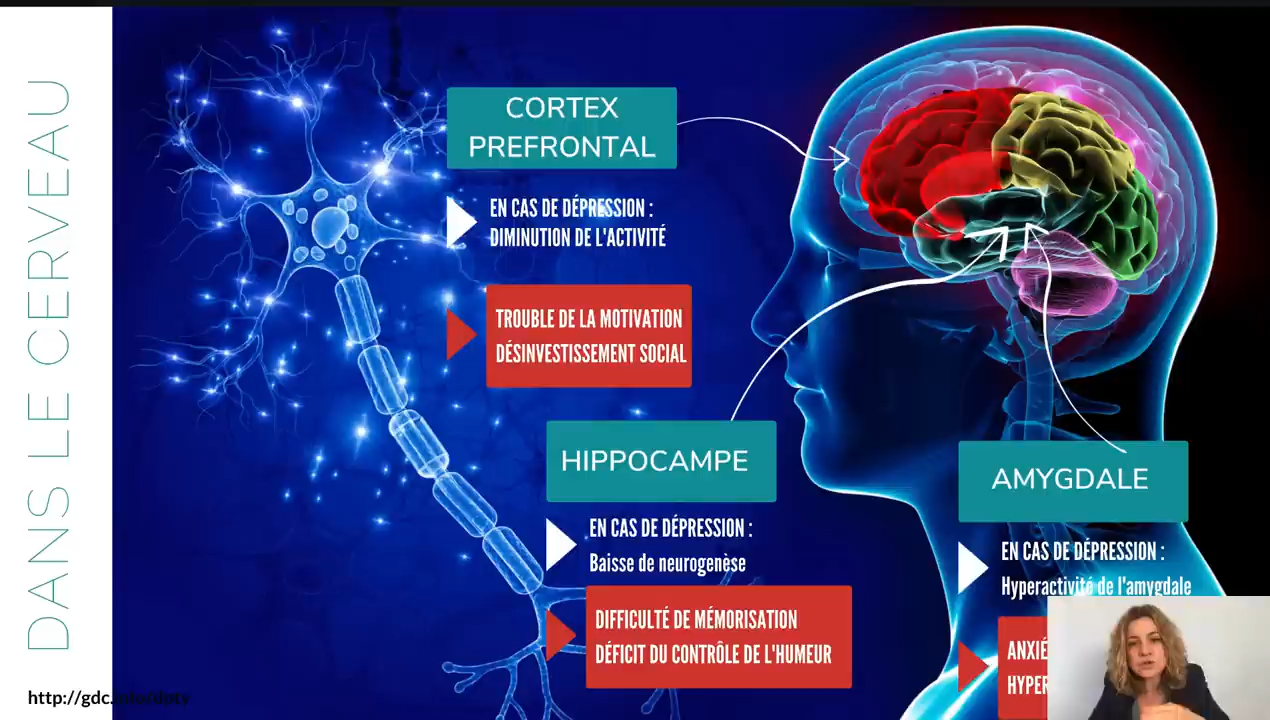 DANS LE CERVEAU
CORTEX
PREFRONTAL
EN CAS DE DÉPRESSION :
DIMINUTION DE L'ACTIVITÉ
TROUBLE DE LA MOTIVATION
DÉSINVESTISSEMENT SOCIAL
HIPPOCAMPE
EN CAS DE DÉPRESSION :
Baisse de neurogenèse
DIFFICULTÉ DE MÉMORISATION
DÉFICIT DU CONTRÔLE DE L'HUMEUR
AMYGDALE
EN CAS DE DÉPRESSION :
Hyperactivité de l'amygdale
ANXIÉ
HYPER